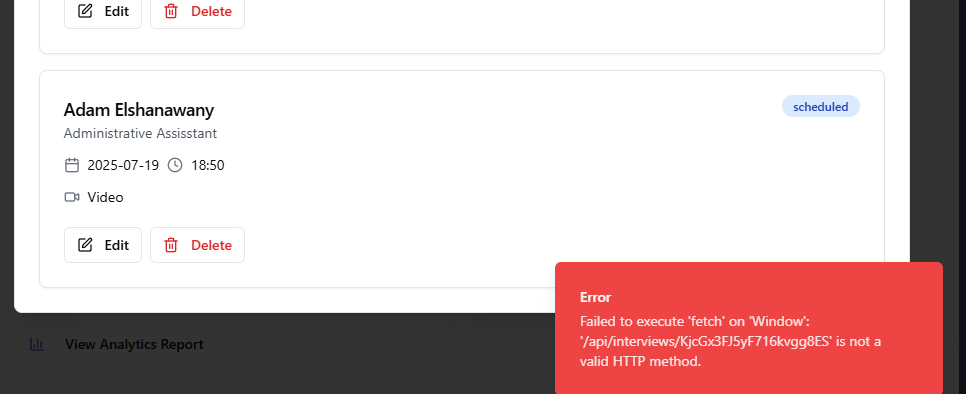 Edit Delete
Adam Elshanawany
scheduled
Administrative Assisstant
2025-07-19 18:50
Video
Edit Delete
Error
Failed to execute 'fetch' on 'Window':
'/api/interviews/KjcGx3FJ5yF716kvgg8ES' is not a
valid HTTP method.
View Analytics Report